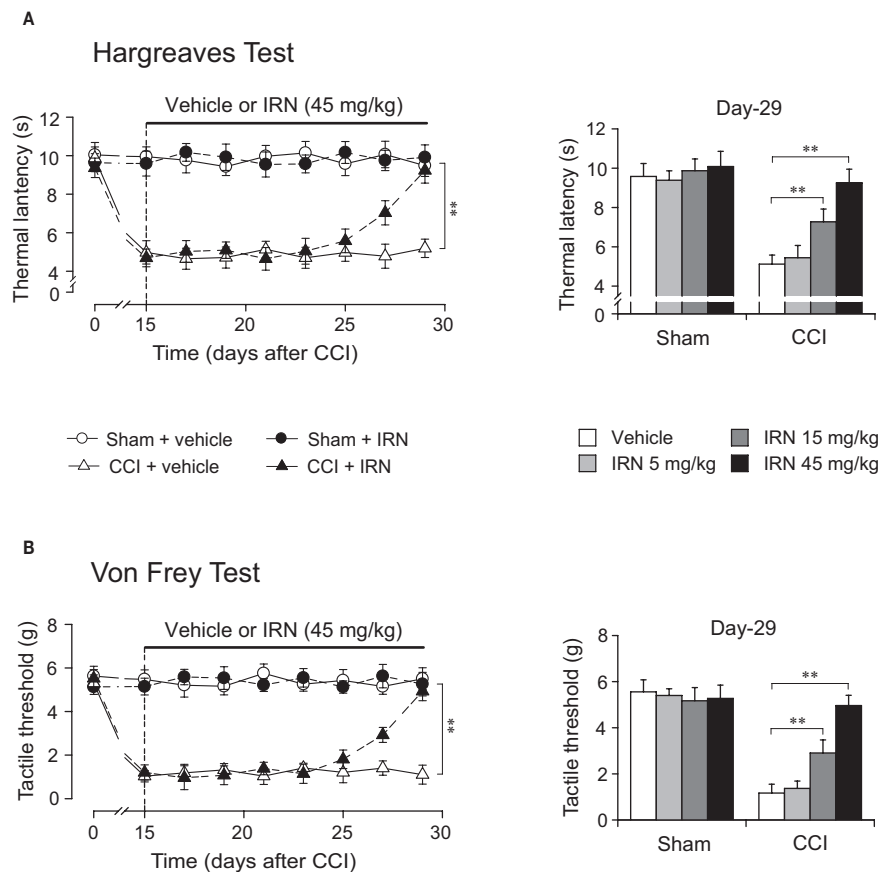 A
Hargreaves Test
Vehicle or IRN (45 mg/kg)
Thermal lantency (s)
12
10
8
6
4
0
**
0
15
20
25
30
Time (days after CCI)
Day-29
Thermal latency (s)
12
10
8
6
4
0
**
**
Sham
CCI
Sham + vehicle
Sham + IRN
CCI + vehicle
CCI + IRN
Vehicle
IRN 15 mg/kg
IRN 5 mg/kg
IRN 45 mg/kg
B
Von Frey Test
Vehicle or IRN (45 mg/kg)
Tactile threshold (g)
8
6
4
2
0
**
0
15
20
25
30
Time (days after CCI)
Day-29
Tactile threshold (g)
8
6
4
2
0
**
**
Sham
CCI